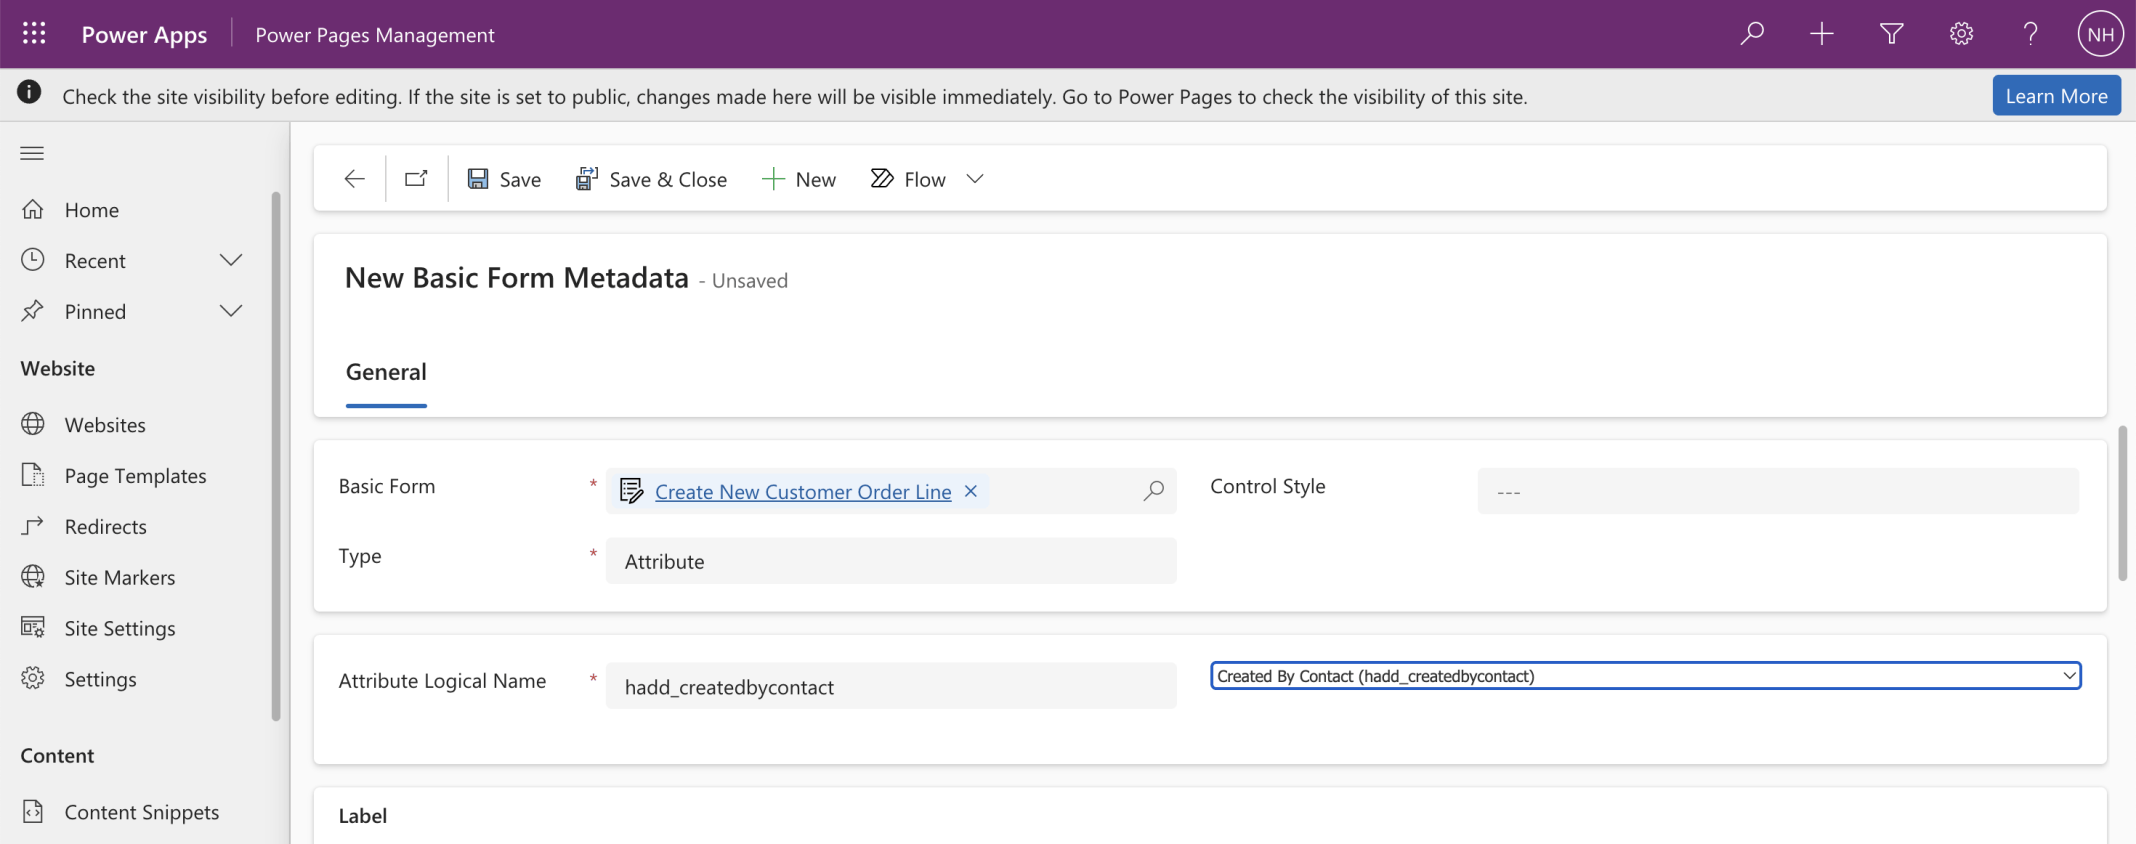 Power Apps
Power Pages Management
NH
Check the site visibility before editing. If the site is set to public, changes made here will be visible immediately. Go to Power Pages to check the visibility of this site.
Learn More
Home
Recent
Pinned
Website
Websites
Page Templates
Redirects
Site Markers
Site Settings
Settings
Content
Content Snippets
Save
Save & Close
New
Flow
New Basic Form Metadata - Unsaved
General
Basic Form *
Create New Customer Order Line
Control Style
---
Type *
Attribute
Attribute Logical Name *
hadd_createdbycontact
Created By Contact (hadd_createdbycontact)
Label